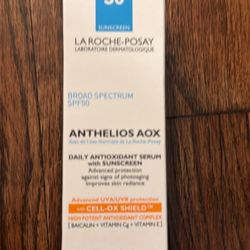 50
SUNSCREEN
LA ROCHE-POSAY
LABORATOIRE DERMATOLOGIQUE
BROAD SPECTRUM
SPF50
ANTHELIOS AOX
Avec de l'eau thermale de La Roche-Posay
DAILY ANTIOXIDANT SERUM
with SUNSCREEN
Advanced protection
against signs of photoaging
Improves skin radiance
Advanced UVA/UVB protection
with CELL-OX SHIELD™
HIGH POTENT ANTIOXIDANT COMPLEX
[ BAICALIN + VITAMIN Cg + VITAMIN E ]